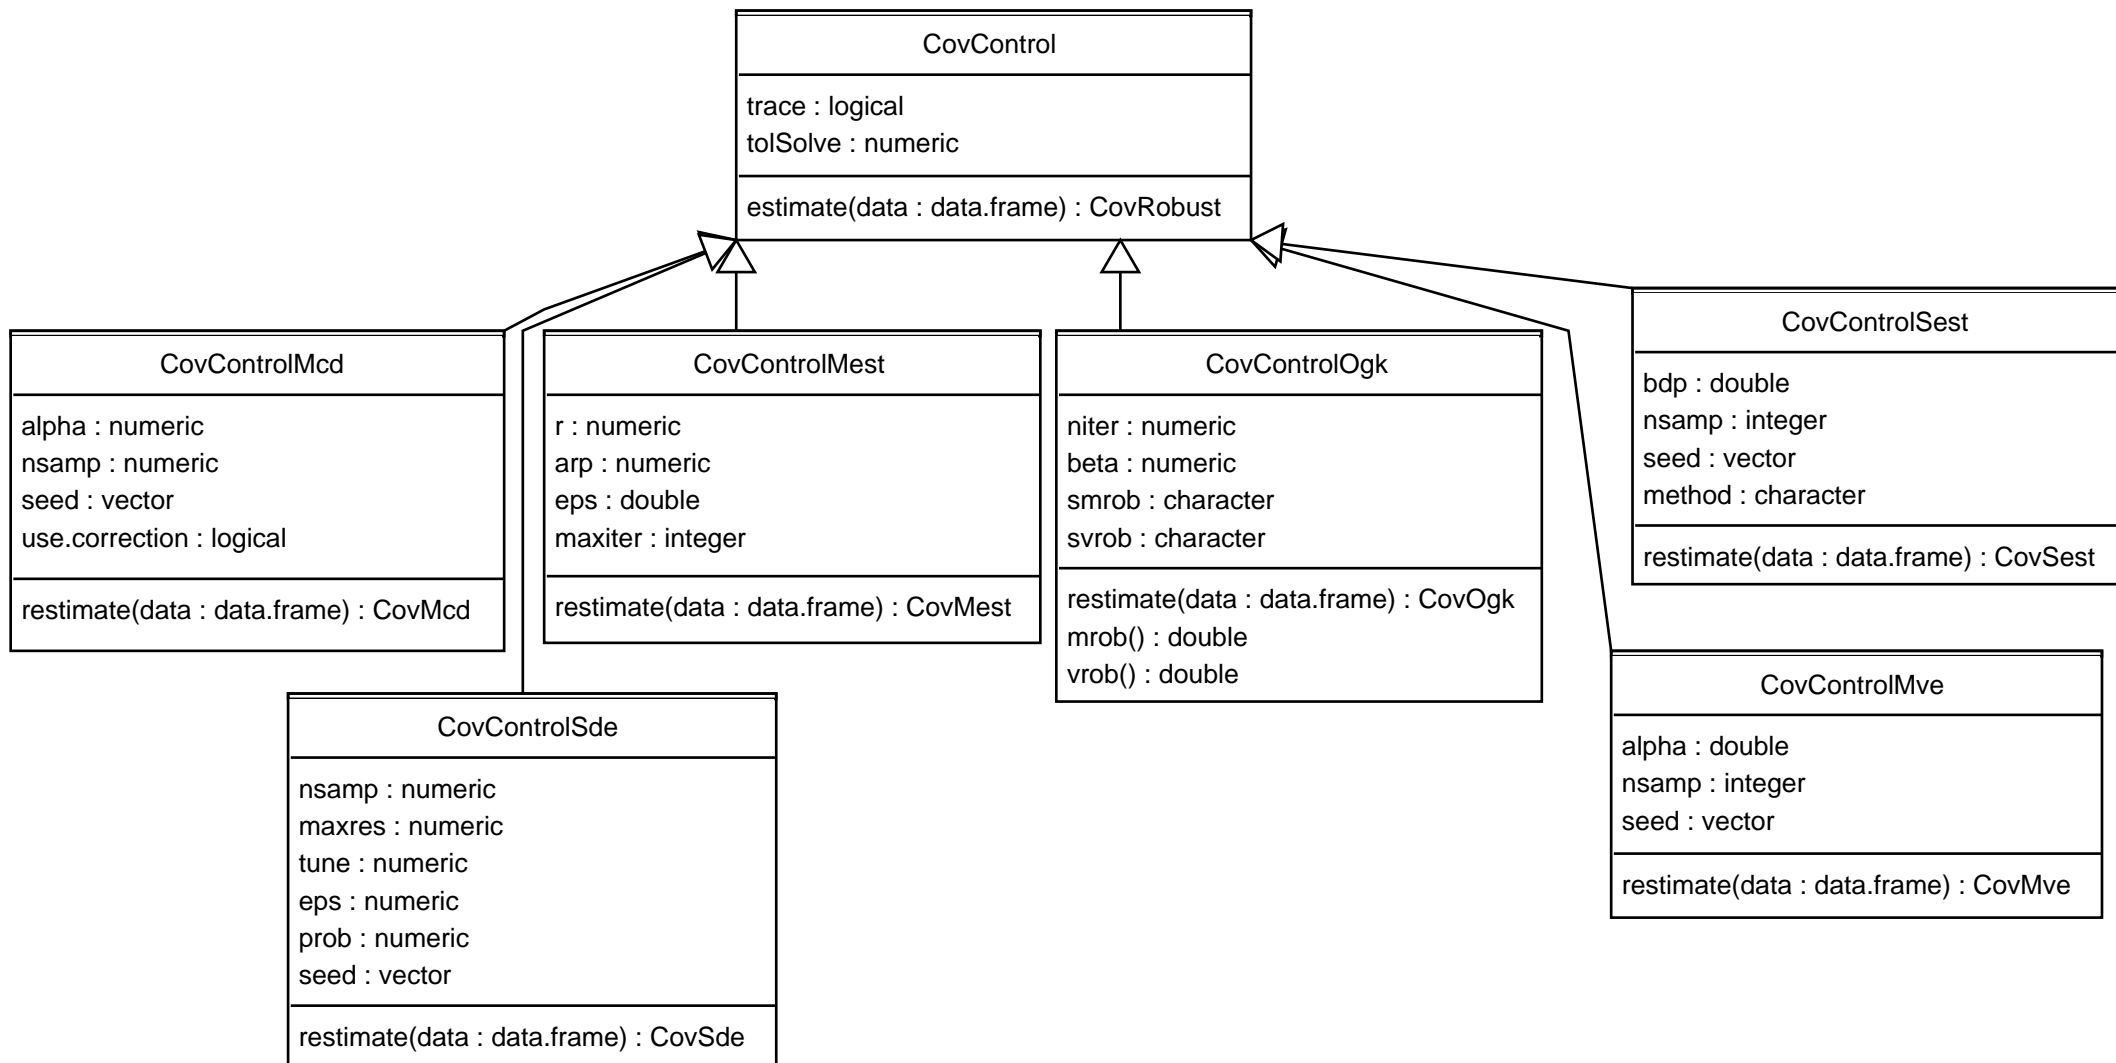 CovControl
trace : logical
tolSolve : numeric
estimate(data : data.frame) : CovRobust
CovControlMcd
alpha : numeric
nsamp : numeric
seed : vector
use.correction : logical
restimate(data : data.frame) : CovMcd
CovControlMest
r : numeric
arp : numeric
eps : double
maxiter : integer
restimate(data : data.frame) : CovMest
CovControlOgk
niter : numeric
beta : numeric
smrob : character
svrob : character
restimate(data : data.frame) : CovOgk
mrob() : double
vrob() : double
CovControlSest
bdp : double
nsamp : integer
seed : vector
method : character
restimate(data : data.frame) : CovSest
CovControlSde
nsamp : numeric
maxres : numeric
tune : numeric
eps : numeric
prob : numeric
seed : vector
restimate(data : data.frame) : CovSde
CovControlMve
alpha : double
nsamp : integer
seed : vector
restimate(data : data.frame) : CovMve